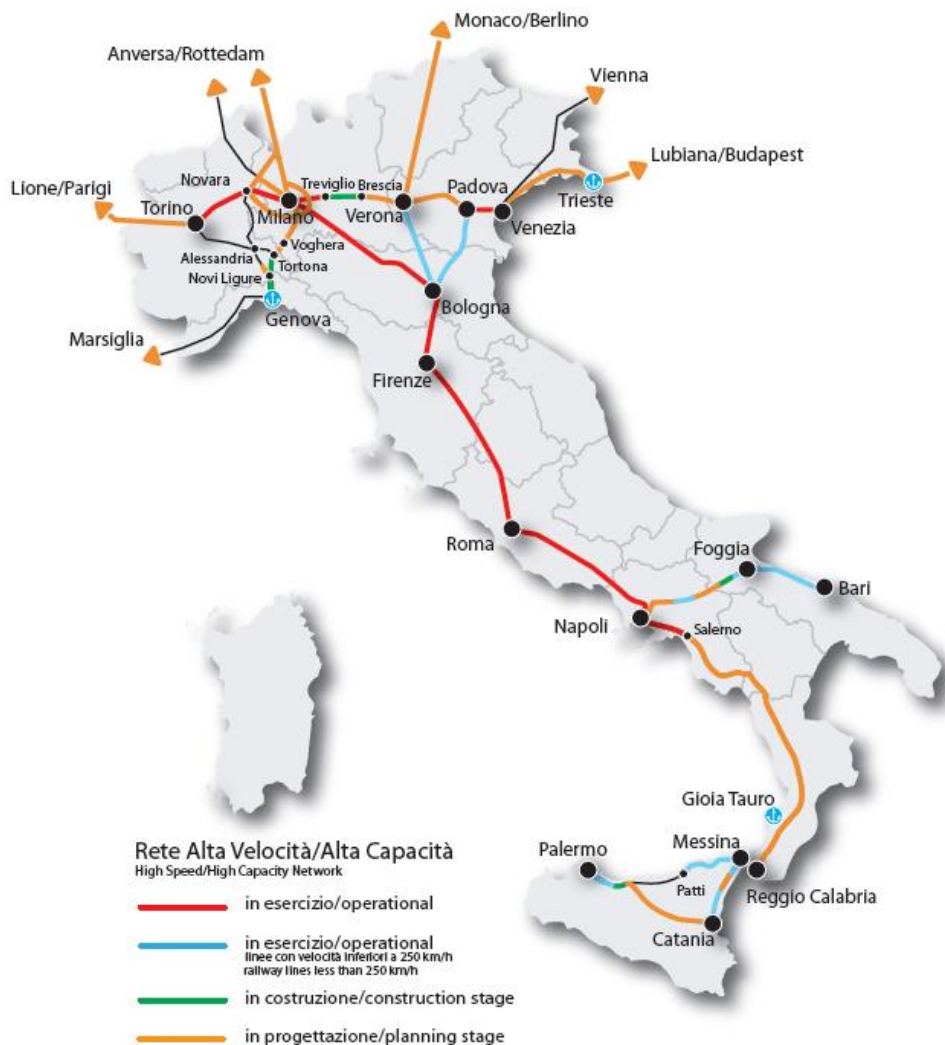 Monaco/Berlino
Anversa/Rottedam
Vienna
Lubiana/Budapest
Lione/Parigi
Novara
Torino
Milano
Treviglio
Brescia
Verona
Padova
Venezia
Trieste
Voghera
Alessandria
Tortona
Novi Ligure
Genova
Bologna
Marsiglia
Firenze
Roma
Foggia
Bari
Napoli
Salerno
Gioia Tauro
Messina
Palermo
Patti
Reggio Calabria
Catania
Rete Alta Velocità/Alta Capacità
High Speed/High Capacity Network
in esercizio/operational
in esercizio/operational
linee con velocità inferiori a 250 km/h
railway lines less than 250 km/h
in costruzione/construction stage
in progettazione/planning stage